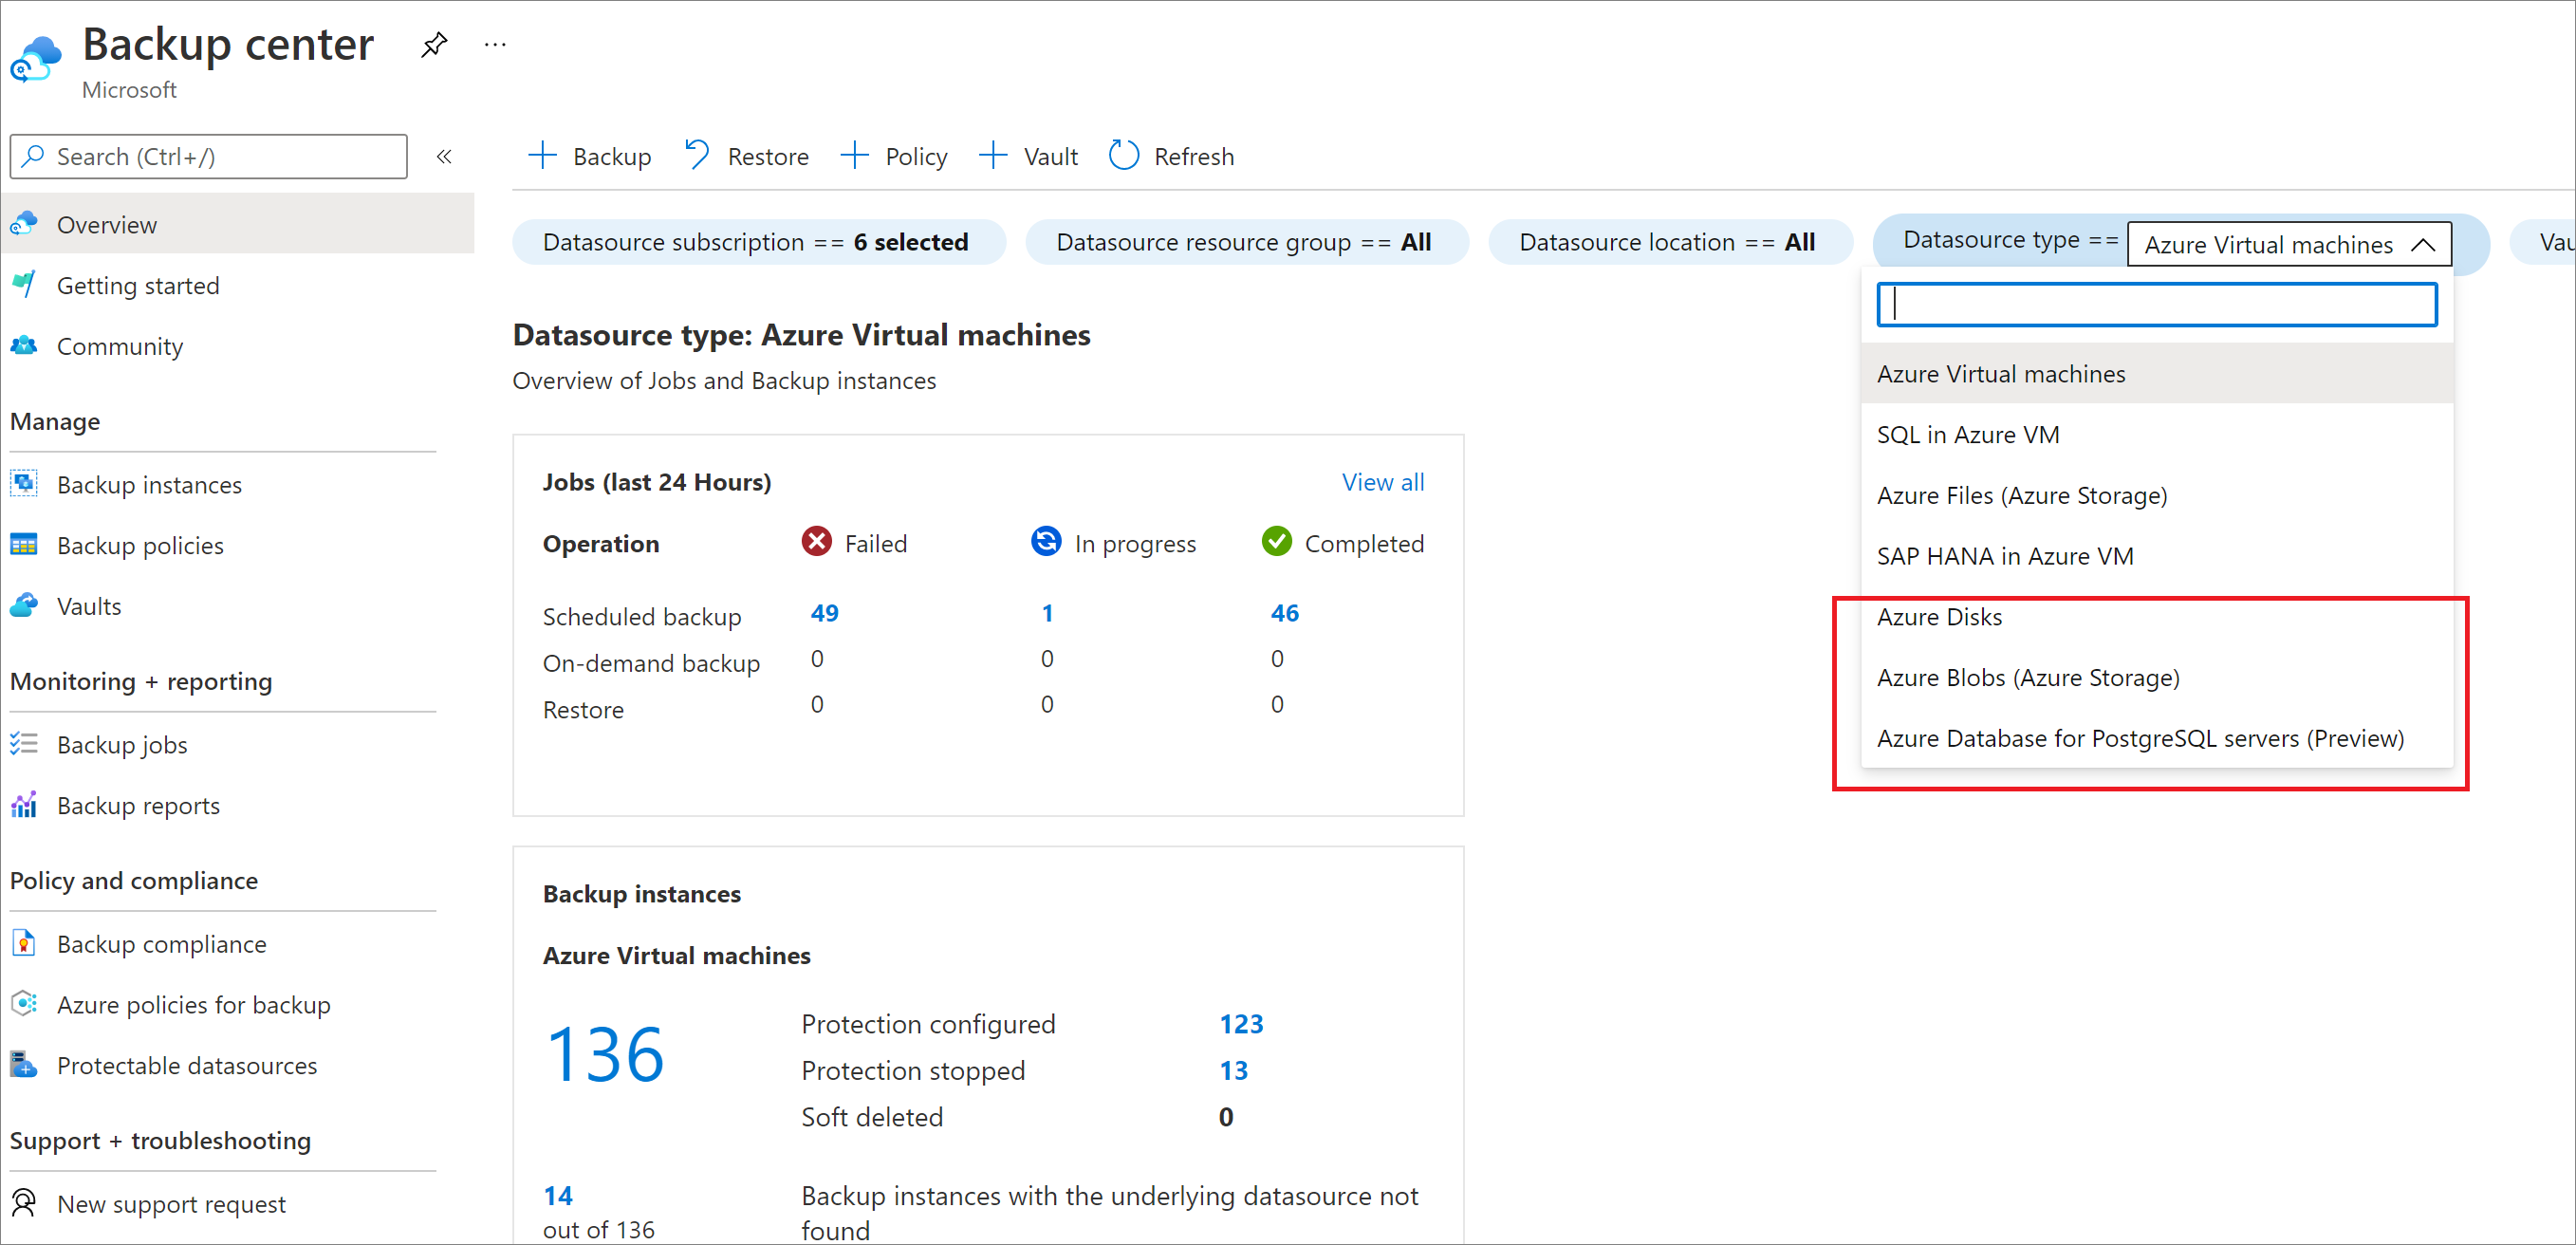 Backup center
...
Microsoft
Search (Ctrl+/)
«
Overview
Getting started
Community
Manage
Backup instances
Backup policies
Vaults
Monitoring + reporting
Backup jobs
Backup reports
Policy and compliance
Backup compliance
Azure policies for backup
Protectable datasources
Support + troubleshooting
New support request
+ Backup Restore + Policy + Vault Refresh
Datasource subscription == 6 selected Datasource resource group == All Datasource location == All Datasource type == Azure Virtual machines
Azure Virtual machines
SQL in Azure VM
Azure Files (Azure Storage)
SAP HANA in Azure VM
Azure Disks
Azure Blobs (Azure Storage)
Azure Database for PostgreSQL servers (Preview)
Datasource type: Azure Virtual machines
Overview of Jobs and Backup instances
Jobs (last 24 Hours) View all
Operation Failed In progress Completed
Scheduled backup 49 1 46
On-demand backup 0 0 0
Restore 0 0 0
Backup instances
Azure Virtual machines
136
Protection configured 123
Protection stopped 13
Soft deleted 0
14
out of 136
Backup instances with the underlying datasource not
found